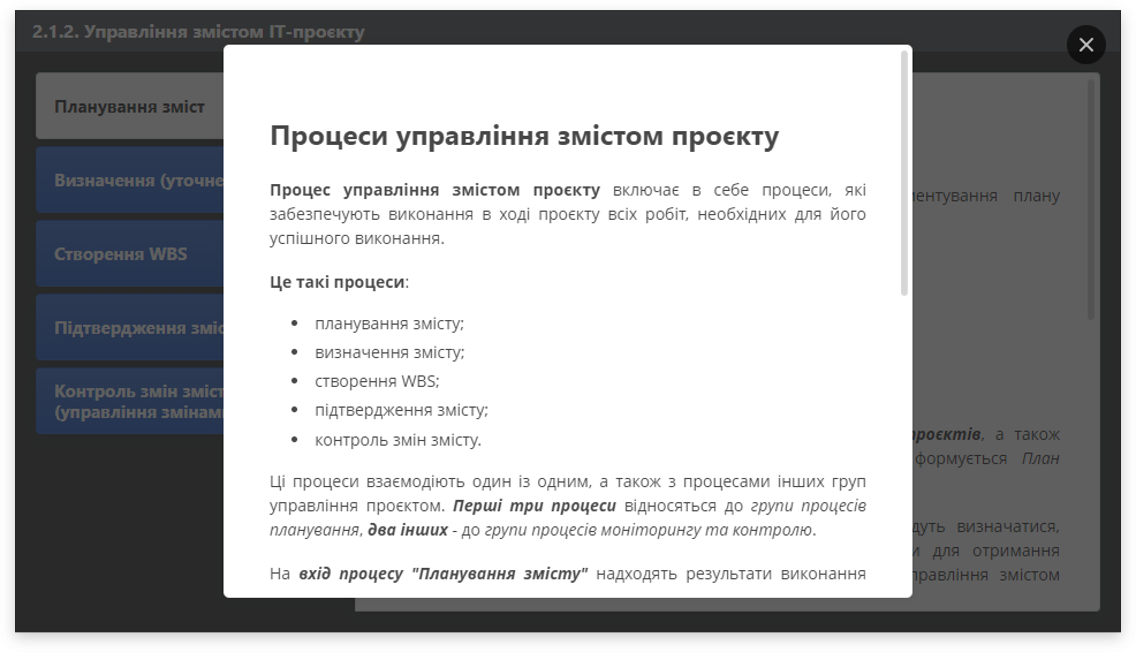 2.1.2. Управління змістом ІТ-проєкту
Планування зміст
Визначення (уточне
Створення WBS
Підтвердження зміс
Контроль змін зміст
(управління змінами
Процеси управління змістом проєкту
Процес управління змістом проєкту включає в себе процеси, які
забезпечують виконання в ході проєкту всіх робіт, необхідних для його
успішного виконання.
Це такі процеси:
• планування змісту;
• визначення змісту;
• створення WBS;
• підтвердження змісту;
• контроль змін змісту.
Ці процеси взаємодіють один із одним, а також з процесами інших груп
управління проєктом. Перші три процеси відносяться до групи процесів
планування, два інших - до групи процесів моніторингу та контролю.
На вхід процесу "Планування змісту" надходять результати виконання
ментування плану
проєктів, а також
формується План
дуть визначатися,
и для отримання
правління змістом